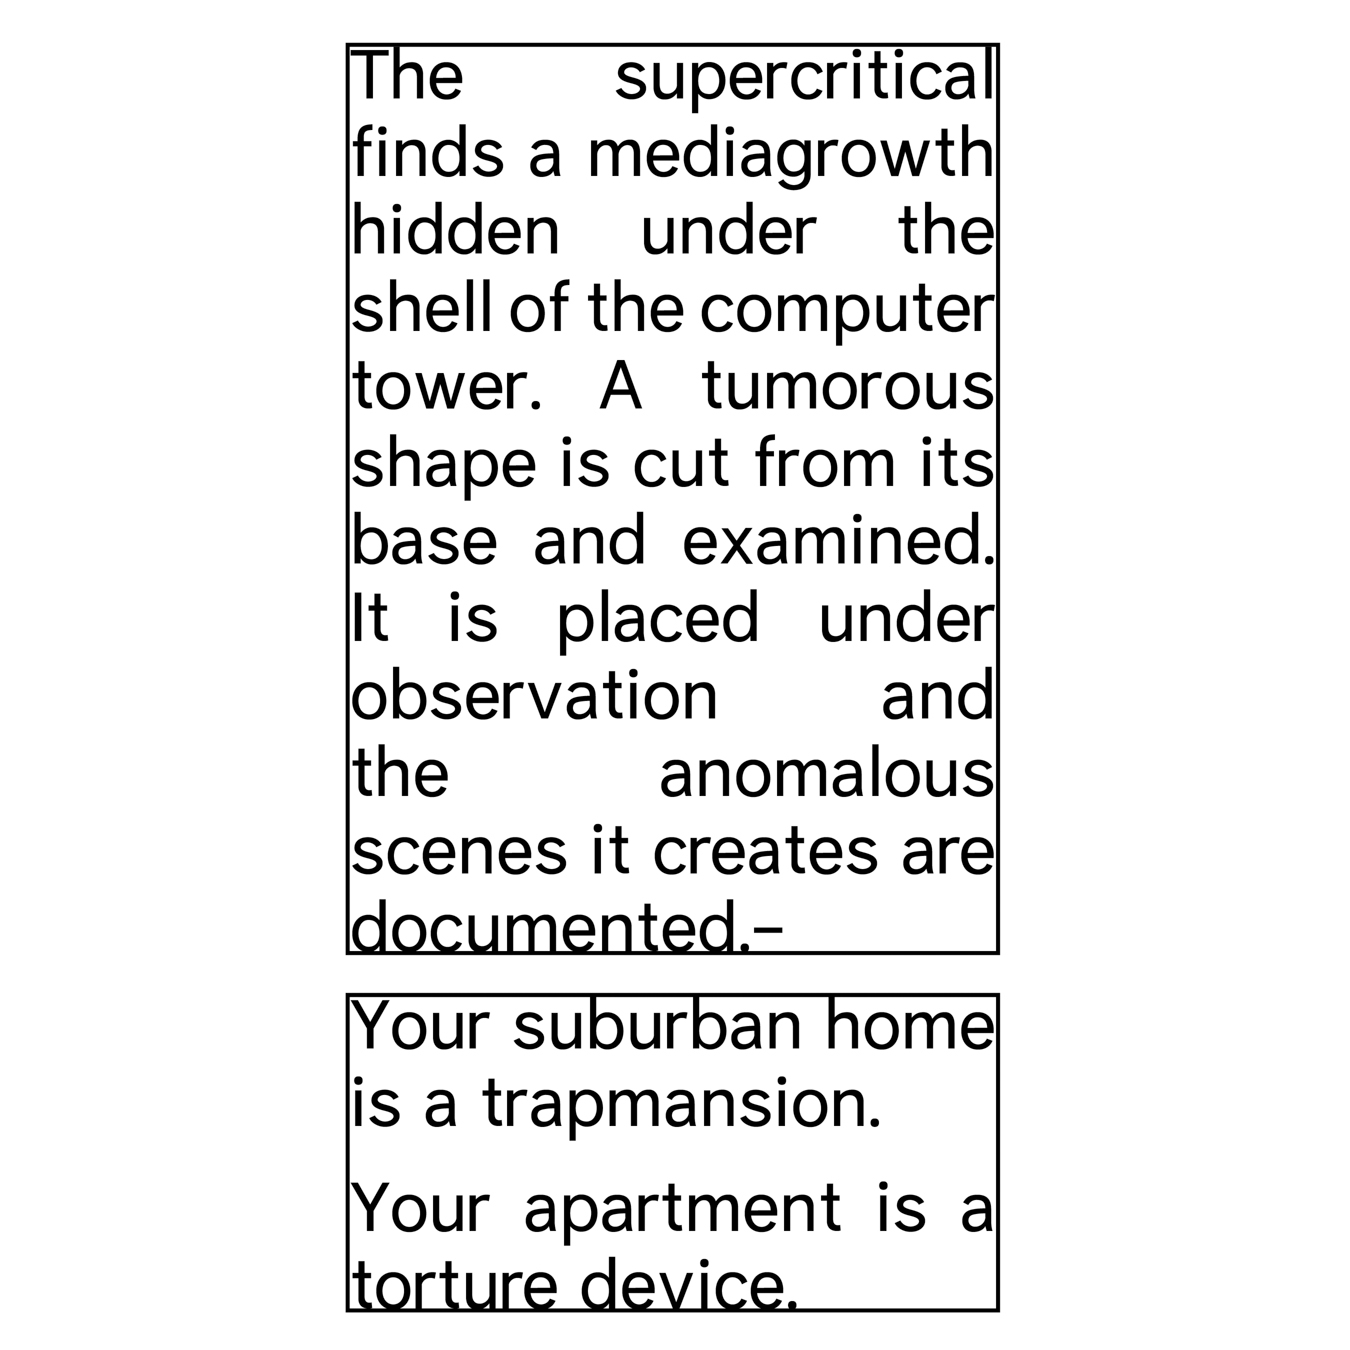 The supercritical
finds a mediagrowth
hidden under the
shell of the computer
tower. A tumorous
shape is cut from its
base and examined.
It is placed under
observation and
the anomalous
scenes it creates are
documented.–
Your suburban home
is a trapmansion.
Your apartment is a
torture device.